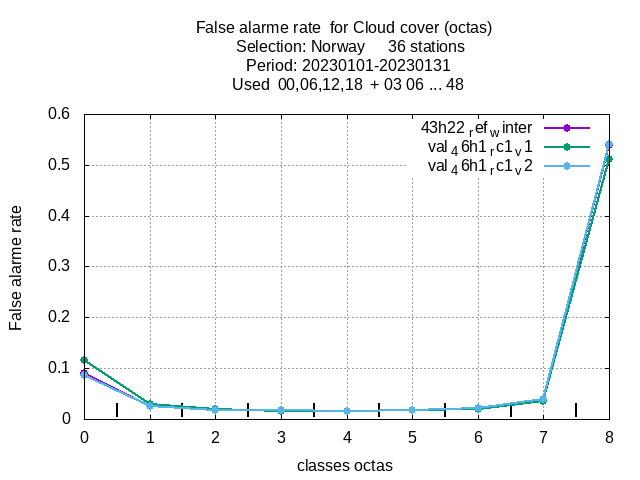 False alarme rate  for Cloud cover (octas)
Selection: Norway     36 stations
Period: 20230101-20230131
Used  00,06,12,18  + 03 06 ... 48
43h22_ref_winter
val_46h1_rc1_v1
val_46h1_rc1_v2
0.6
0.5
0.4
0.3
0.2
0.1
0
False alarme rate
0 1 2 3 4 5 6 7 8
classes octas